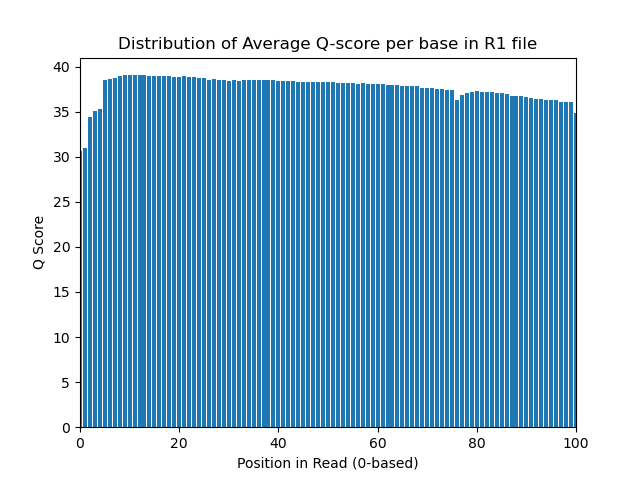 Distribution of Average Q-score per base in R1 file
40
35
30
25
20
15
10
5
0
Q Score
0 20 40 60 80 100
Position in Read (0-based)